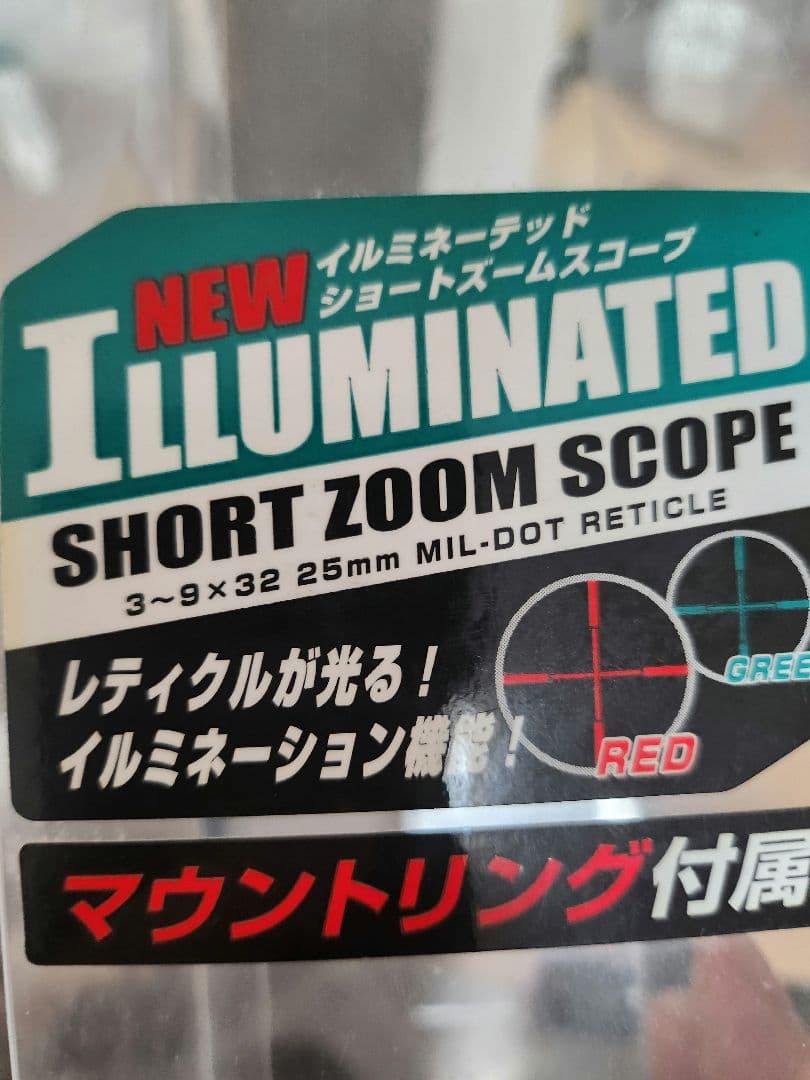 NEW
イルミネーテッド
ショートズームスコープ
ILLUMINATED
SHORT ZOOM SCOPE
3～9×32 25mm MIL-DOT RETICLE
レティクルが光る!
イルミネーション機能!
RED
GREE
マウントリング付属